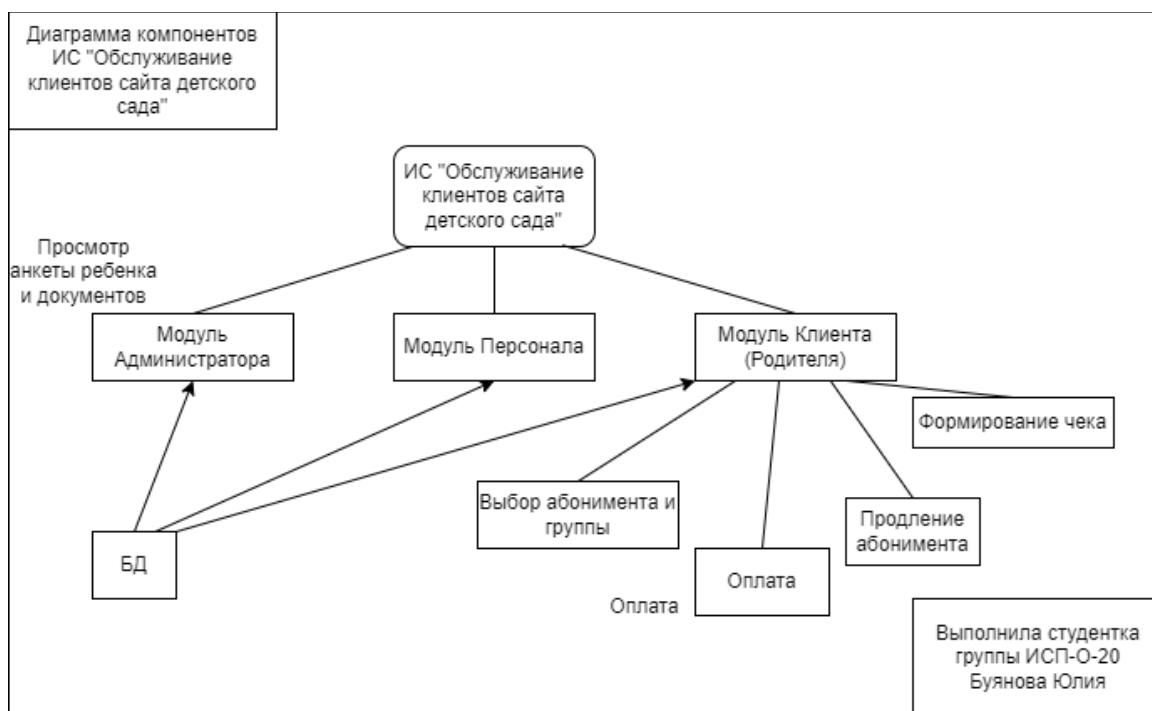 Диаграмма компонентов
ИС "Обслуживание
клиентов сайта детского
сада"
ИС "Обслуживание
клиентов сайта
детского сада"
Просмотр
анкеты ребенка
и документов
Модуль
Администратора
Модуль Персонала
Модуль Клиента
(Родителя)
Формирование чека
Выбор абонимента и
группы
Продление
абонимента
БД
Оплата
Оплата
Выполнила студентка
группы ИСП-О-20
Буянова Юлия